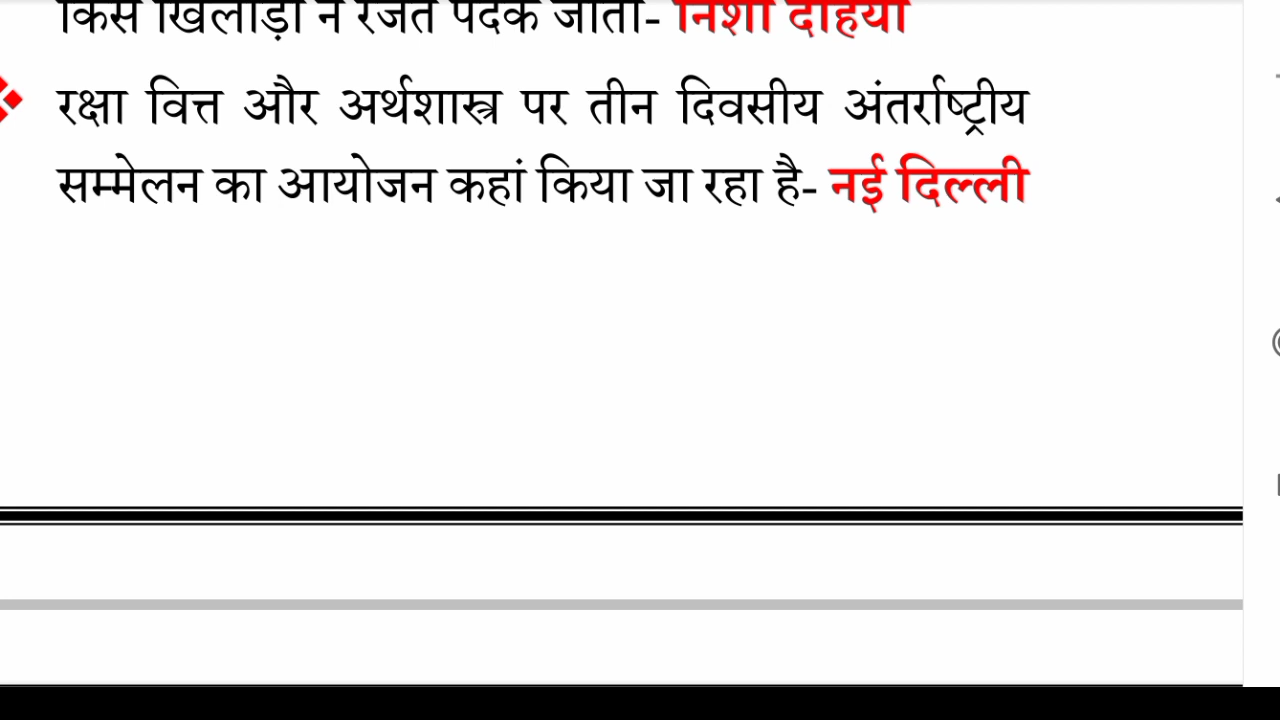 किस खिलाड़ी ने रजत पदक जीता- निशा दहिया
रक्षा वित्त और अर्थशास्त्र पर तीन दिवसीय अंतर्राष्ट्रीय
सम्मेलन का आयोजन कहां किया जा रहा है- नई दिल्ली